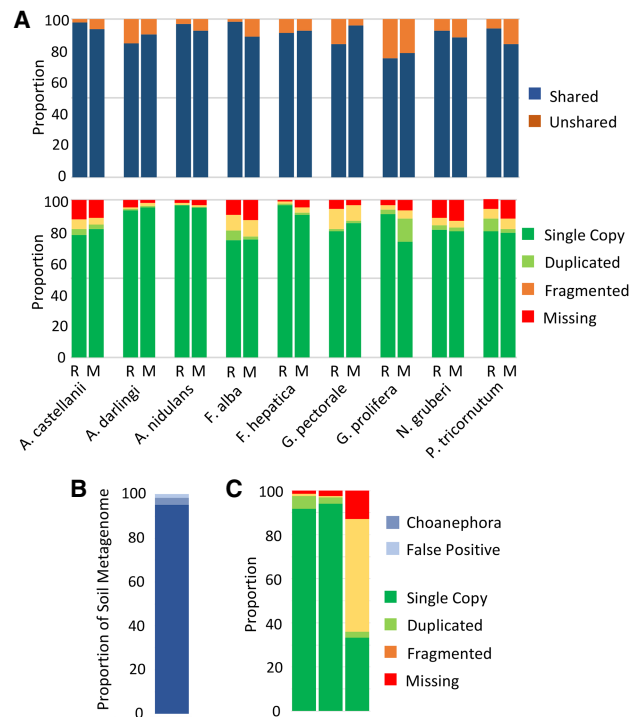 A
100
80
60
40
20
0
Proportion
Shared
Unshared
100
80
60
40
20
0
Proportion
Single Copy
Duplicated
Fragmented
Missing
R M R M R M R M R M R M R M R M R M
A. castellanii
A. darlingi
A. nidulans
F. alba
F. hepatica
G. pectorale
G. prolifera
N. gruberi
P. tricornutum
B
100
80
60
40
20
0
Proportion of Soil Metagenome
C
100
80
60
40
20
0
Proportion
Choanephora
False Positive
Single Copy
Duplicated
Fragmented
Missing